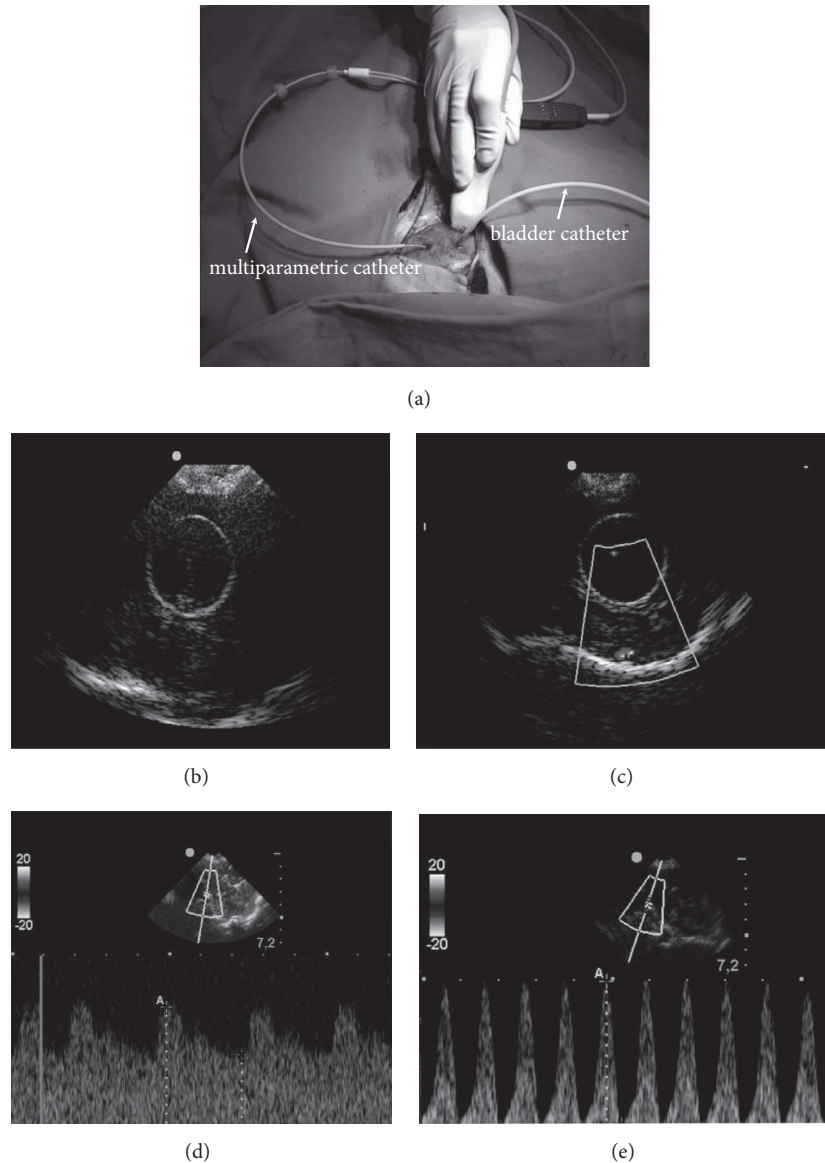 multiparametric catheter
bladder catheter
(a)
(b)
(c)
20
-20
7,2
A
(d)
20
-20
7,2
A
(e)